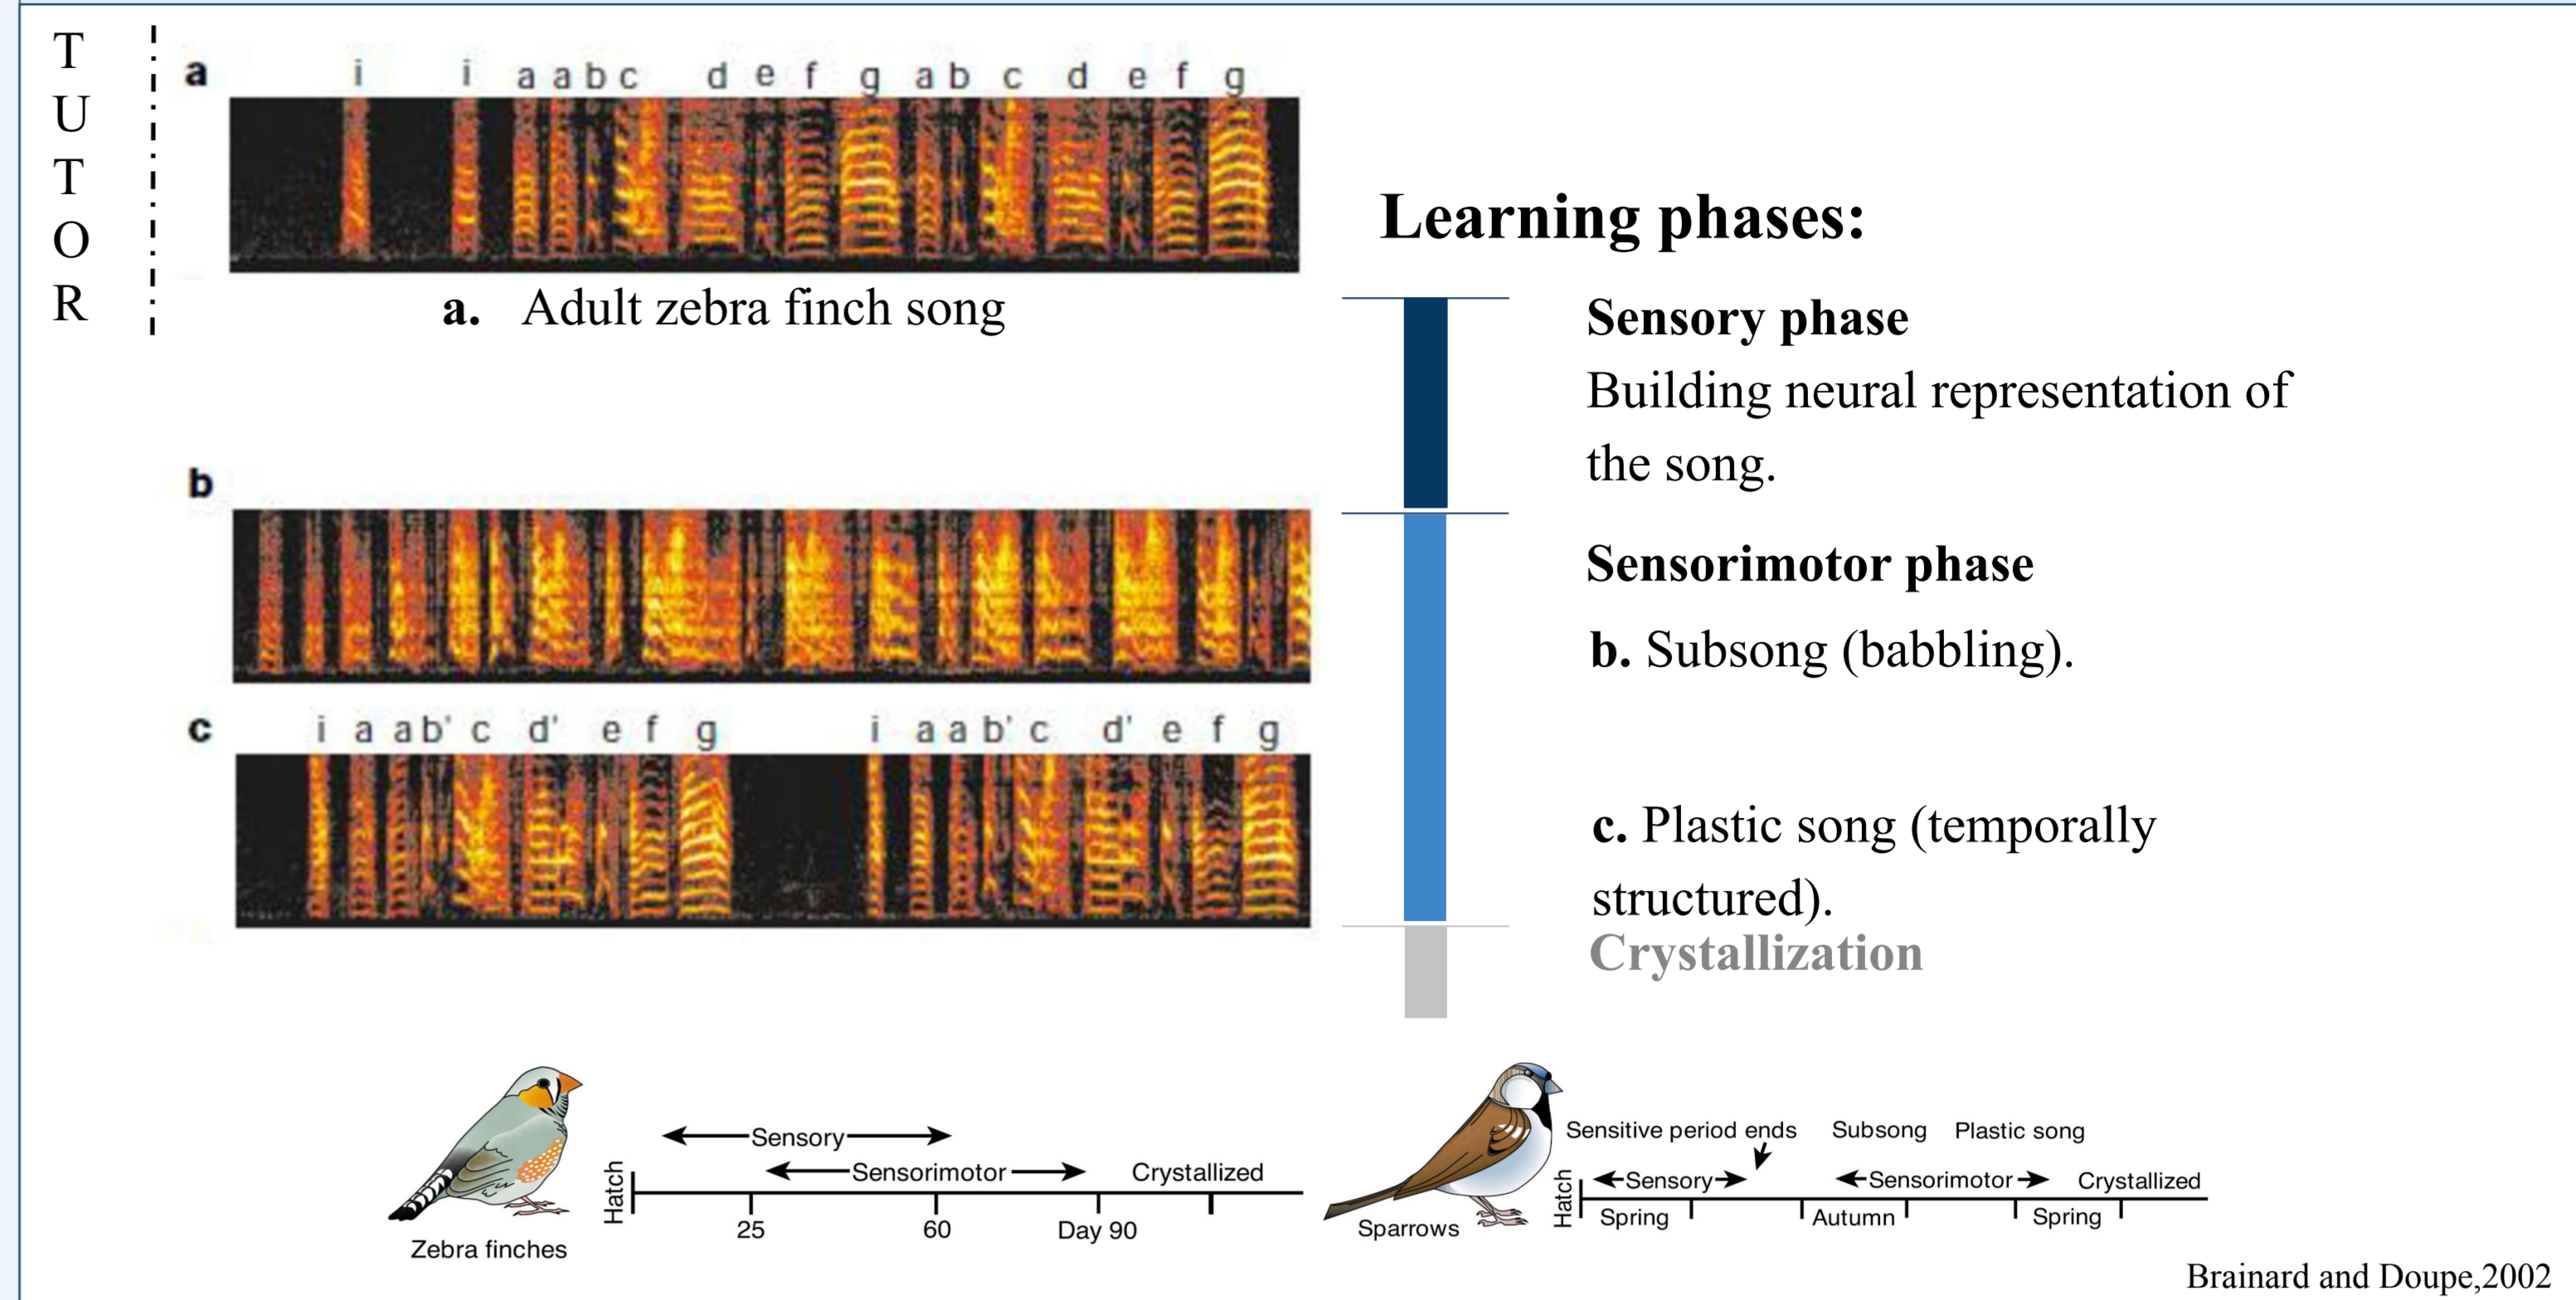 TUTOR
a
i i a a b c d e f g a b c d e f g
a. Adult zebra finch song
b
c
i a a b' c d' e f g i a a b' c d' e f g
Learning phases:
Sensory phase
Building neural representation of
the song.
Sensorimotor phase
b. Subsong (babbling).
c. Plastic song (temporally
structured).
Crystallization
Zebra finches
Hatch
Sensory
Sensorimotor
Crystallized
25 60 Day 90
Sparrows
Hatch
Sensitive period ends Subsong Plastic song
Sensory Sensorimotor Crystallized
Spring Autumn Spring
Brainard and Doupe,2002